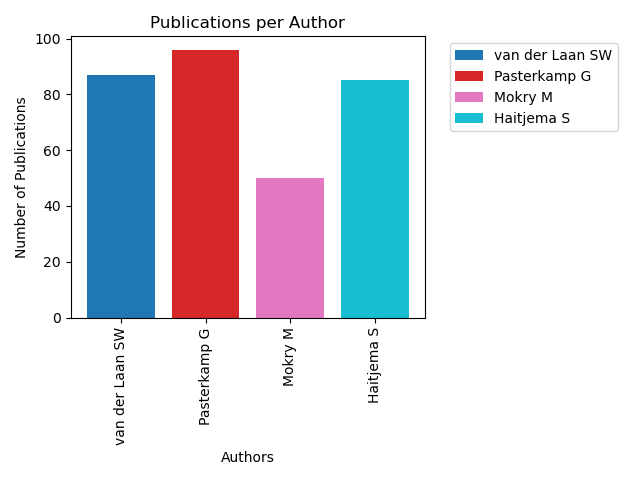 Publications per Author
Number of Publications
100
80
60
40
20
0
van der Laan SW
Pasterkamp G
Mokry M
Haitjema S
Authors
van der Laan SW
Pasterkamp G
Mokry M
Haitjema S